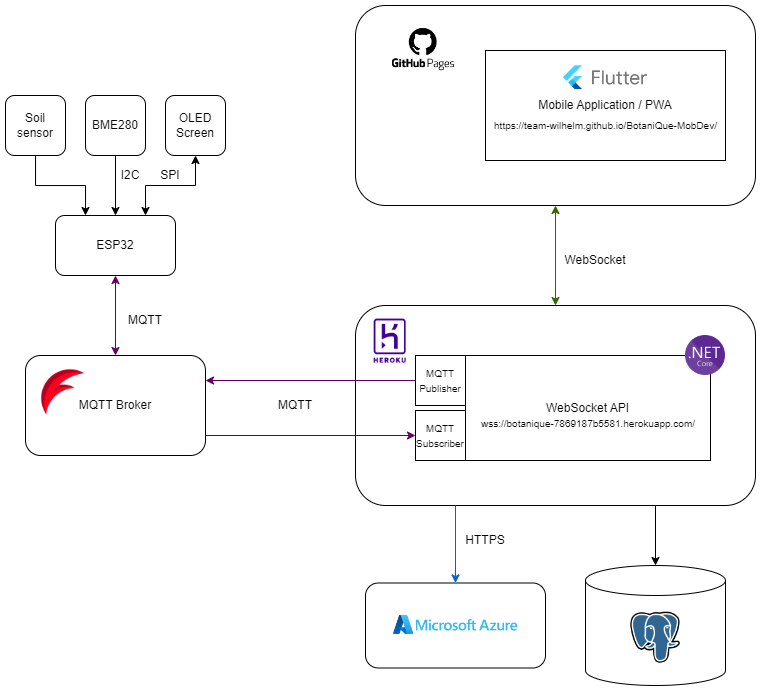 GitHub Pages
Flutter
Mobile Application / PWA
https://team-wilhelm.github.io/BotaniQue-MobDev/
Soil
sensor
BME280
OLED
Screen
I2C
SPI
ESP32
WebSocket
MQTT
HEROKU
.NET
Core
MQTT
Publisher
MQTT Broker
MQTT
WebSocket API
wss://botanique-7869187b5581.herokuapp.com/
MQTT
Subscriber
HTTPS
Microsoft Azure